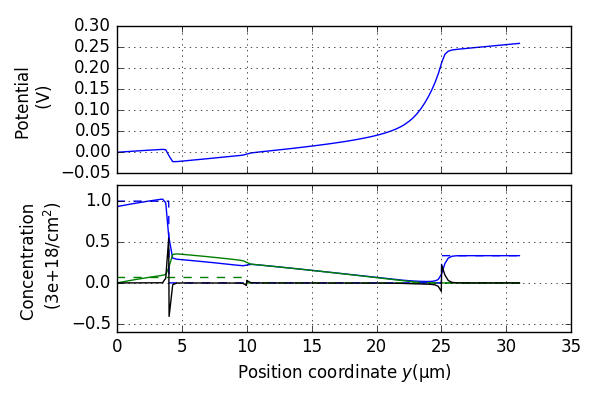 0.30
0.25
0.20
0.15
0.10
0.05
0.00
−0.05
Potential
(V)
1.0
0.5
0.0
−0.5
Concentration
(3e+18/cm²)
0 5 10 15 20 25 30 35
Position coordinate y(μm)